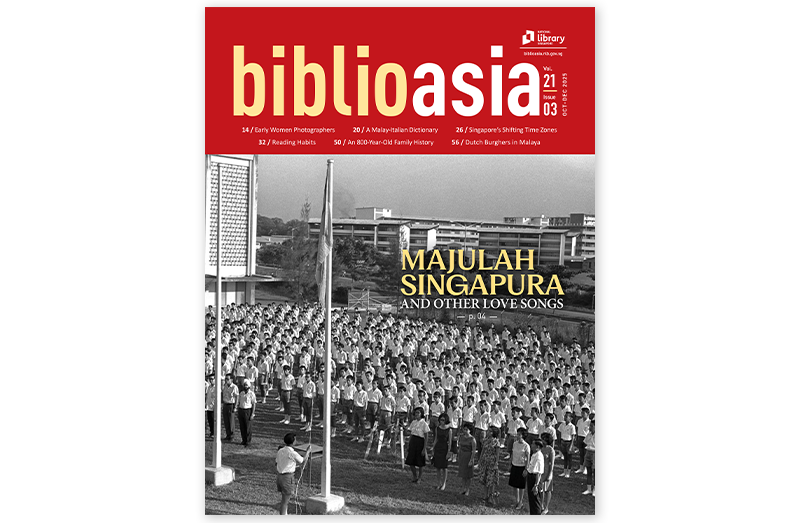 NATIONAL
library
SINGAPORE
biblioasia.nlb.gov.sg
biblioasia
Vol.
21
Issue
03
OCT–DEC 2025
14 / Early Women Photographers 20 / A Malay-Italian Dictionary 26 / Singapore's Shifting Time Zones
32 / Reading Habits 50 / An 800-Year-Old Family History 56 / Dutch Burghers in Malaya
MAJULAH
SINGAPURA
AND OTHER LOVE SONGS
— p. 04 —